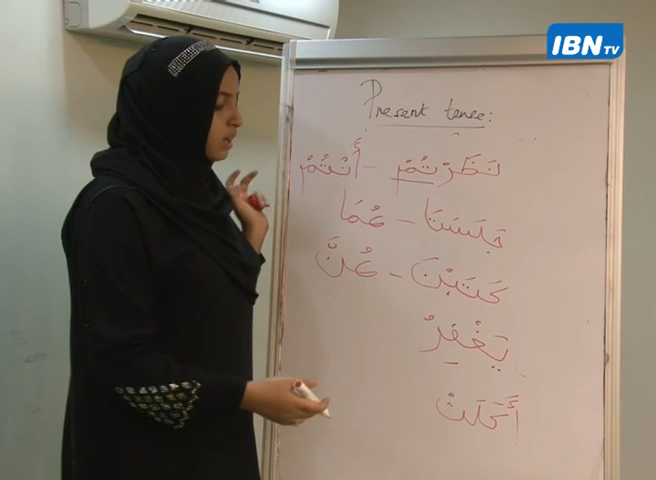 IBN TV
Present tense:
نَظَرْتُمْ - أَنْتُمْ
جَلَسَتَا - هُمَا
كَتَبْنَ - هُنَّ
يَغْفِرُ
أَكَلَتْ